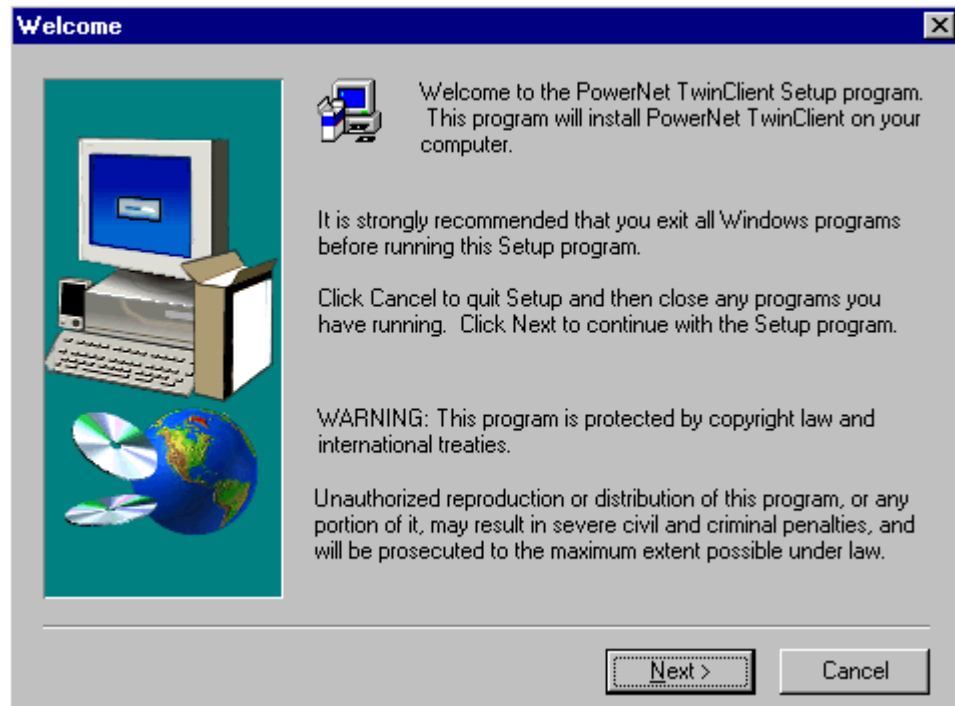 Welcome
Welcome to the PowerNet TwinClient Setup program.
This program will install PowerNet TwinClient on your
computer.
It is strongly recommended that you exit all Windows programs
before running this Setup program.
Click Cancel to quit Setup and then close any programs you
have running.  Click Next to continue with the Setup program.
WARNING: This program is protected by copyright law and
international treaties.
Unauthorized reproduction or distribution of this program, or any
portion of it, may result in severe civil and criminal penalties, and
will be prosecuted to the maximum extent possible under law.
Next >
Cancel